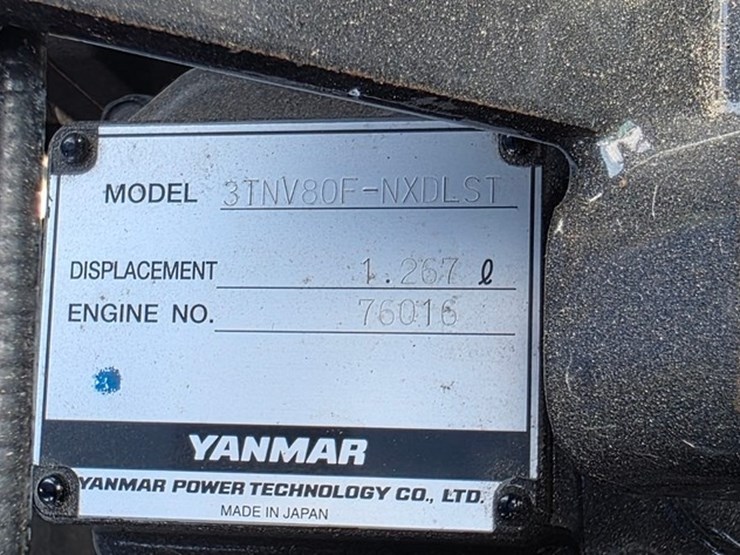 MODEL 3TNV80F-NXDLST
DISPLACEMENT 1.267 ℓ
ENGINE NO. 76016
YANMAR
YANMAR POWER TECHNOLOGY CO., LTD.
MADE IN JAPAN